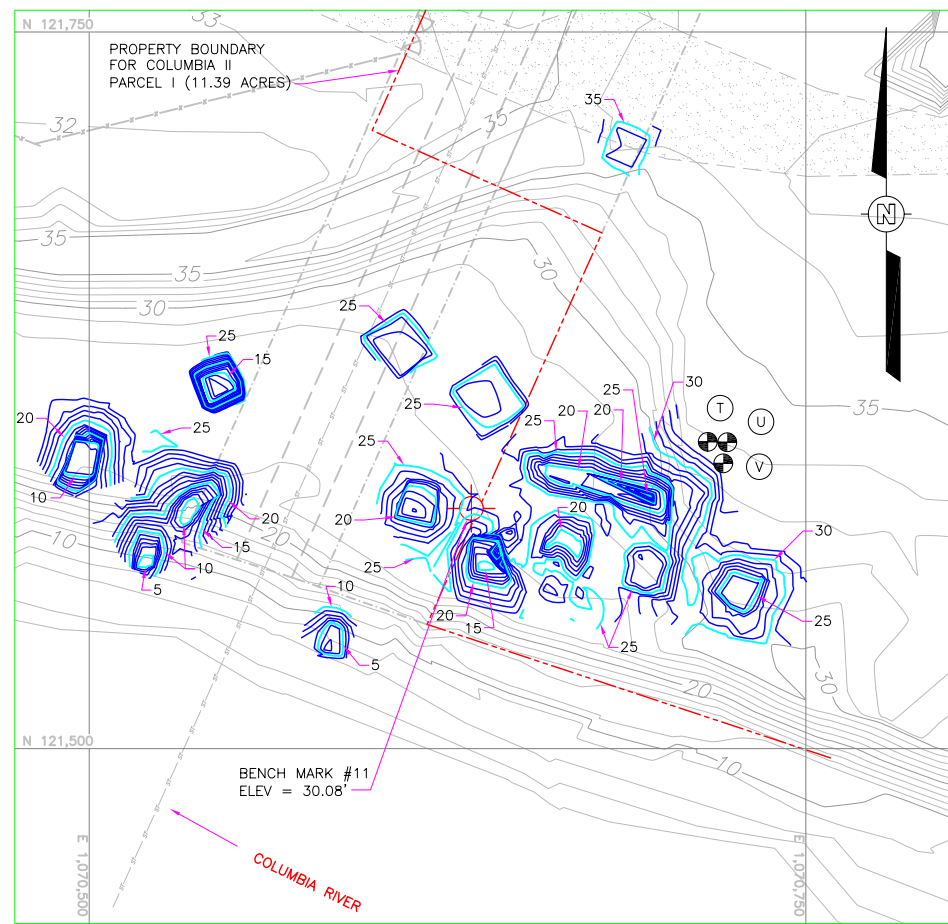 N 121,750
33
PROPERTY BOUNDARY
FOR COLUMBIA II
PARCEL I (11.39 ACRES)
32
35
35
35
35
30
30
N
25
25
15
25
25
30
35
20
25
25
20
20
25
T
U
V
10
20
20
20
15
10
5
25
20
30
10
10
20
15
25
25
5
20
30
N 121,500
10
BENCH MARK #11
ELEV = 30.08'
E 1,070,500
E 1,070,750
COLUMBIA RIVER